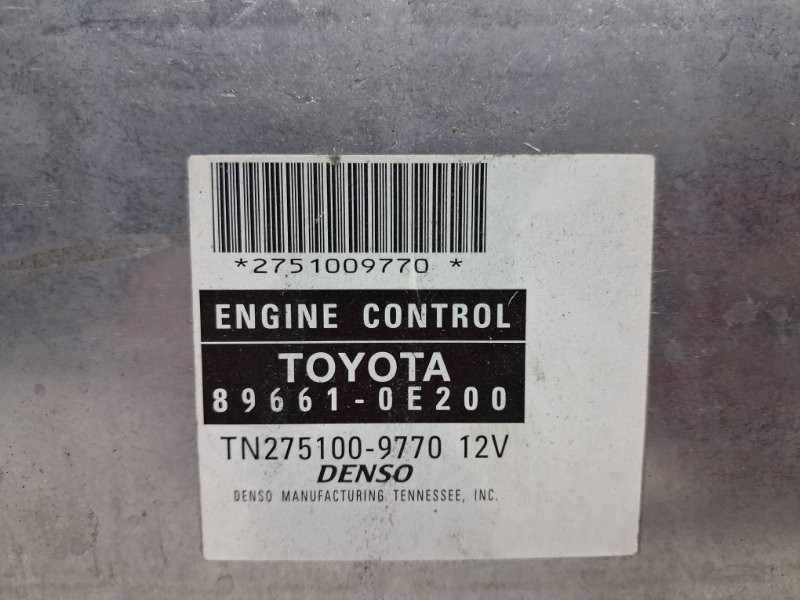 *2751009770 *
ENGINE CONTROL
TOYOTA
89661-0E200
TN275100-9770 12V
DENSO
DENSO MANUFACTURING TENNESSEE, INC.